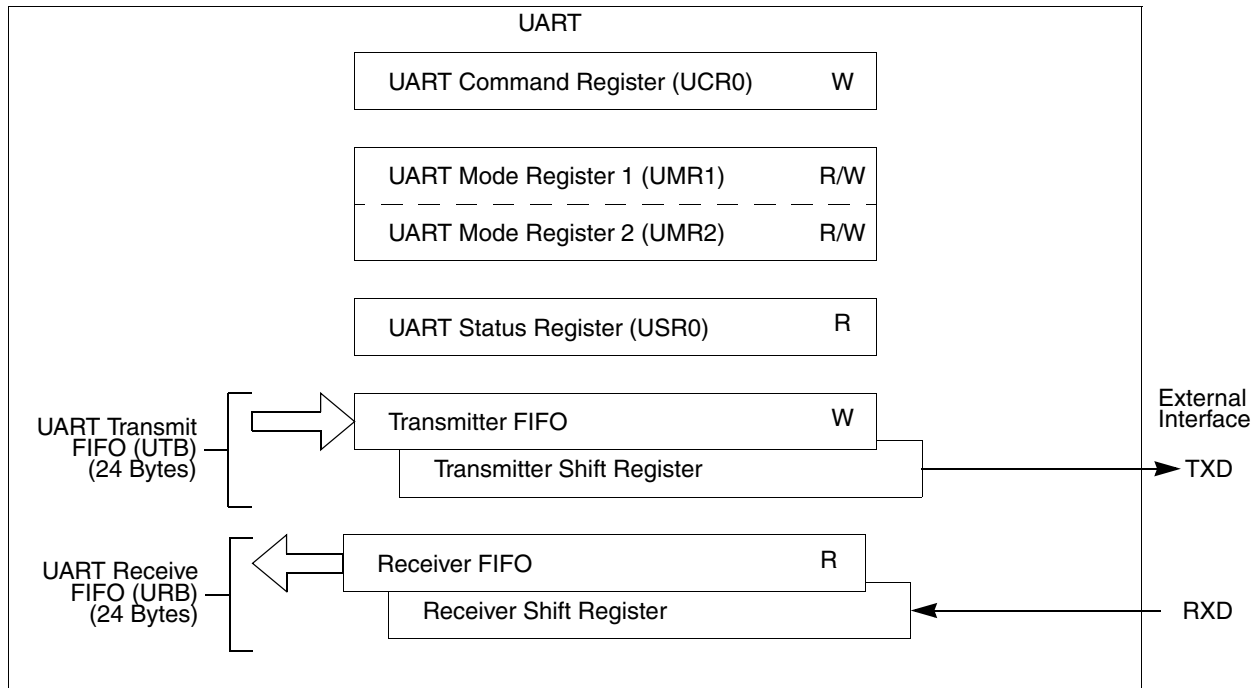 UART
UART Command Register (UCR0) W
UART Mode Register 1 (UMR1) R/W
UART Mode Register 2 (UMR2) R/W
UART Status Register (USR0) R
UART Transmit
FIFO (UTB)
(24 Bytes)
Transmitter FIFO W
Transmitter Shift Register
External
Interface
TXD
UART Receive
FIFO (URB)
(24 Bytes)
Receiver FIFO R
Receiver Shift Register
RXD